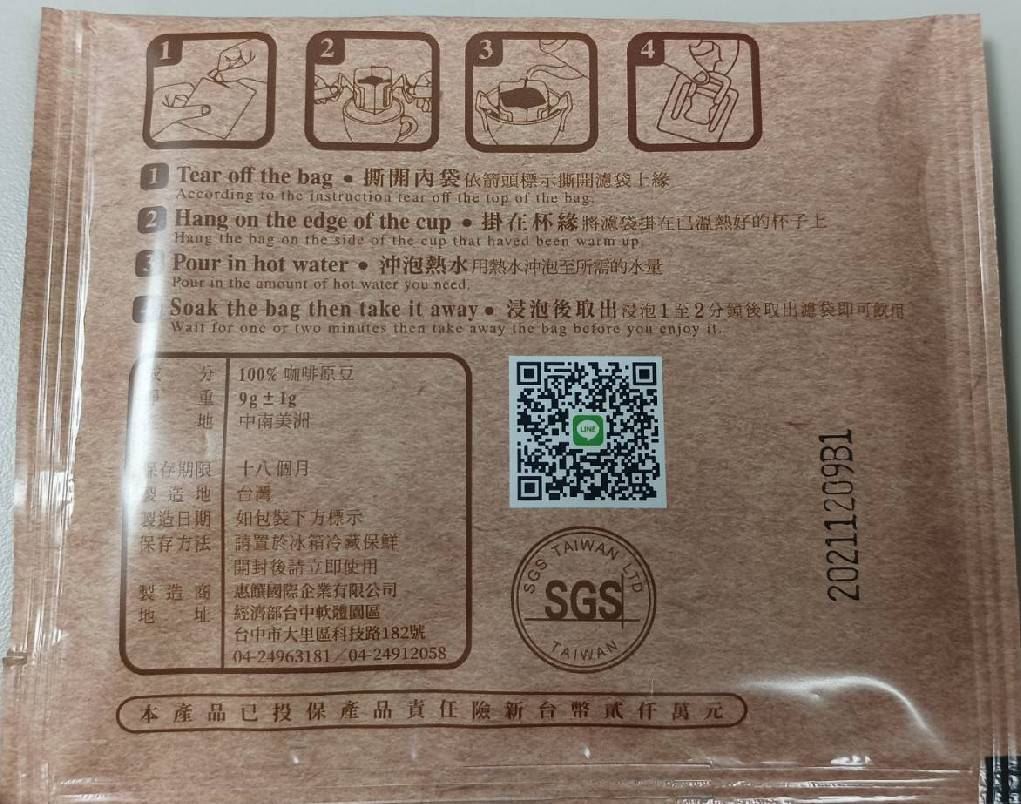 1
2
3
4
1 Tear off the bag • 撕開內袋依箭頭標示撕開濾袋上緣
According to the instruction tear off the top of the bag.
2 Hang on the edge of the cup • 掛在杯緣將濾袋掛在已溫熱好的杯子上
Hang the bag on the side of the cup that haved been warm up.
3 Pour in hot water • 沖泡熱水用熱水沖泡至所需的水量
Pour in the amount of hot water you need.
Soak the bag then take it away • 浸泡後取出浸泡1至2分鐘後取出濾袋即可飲用
Wait for one or two minutes then take away the bag before you enjoy it.
成分 100% 咖啡原豆
重 9g±1g
地 中南美洲
保存期限 十八個月
製造地 台灣
製造日期 如包裝下方標示
保存方法 請置於冰箱冷藏保鮮
開封後請立即使用
製造商 惠饌國際企業有限公司
地址 經濟部台中軟體園區
台中市大里區科技路182號
04-24963181/04-24912058
LINE
SGS TAIWAN LTD
SGS
TAIWAN
20211209B1
本產品已投保產品責任險新台幣貳仟萬元